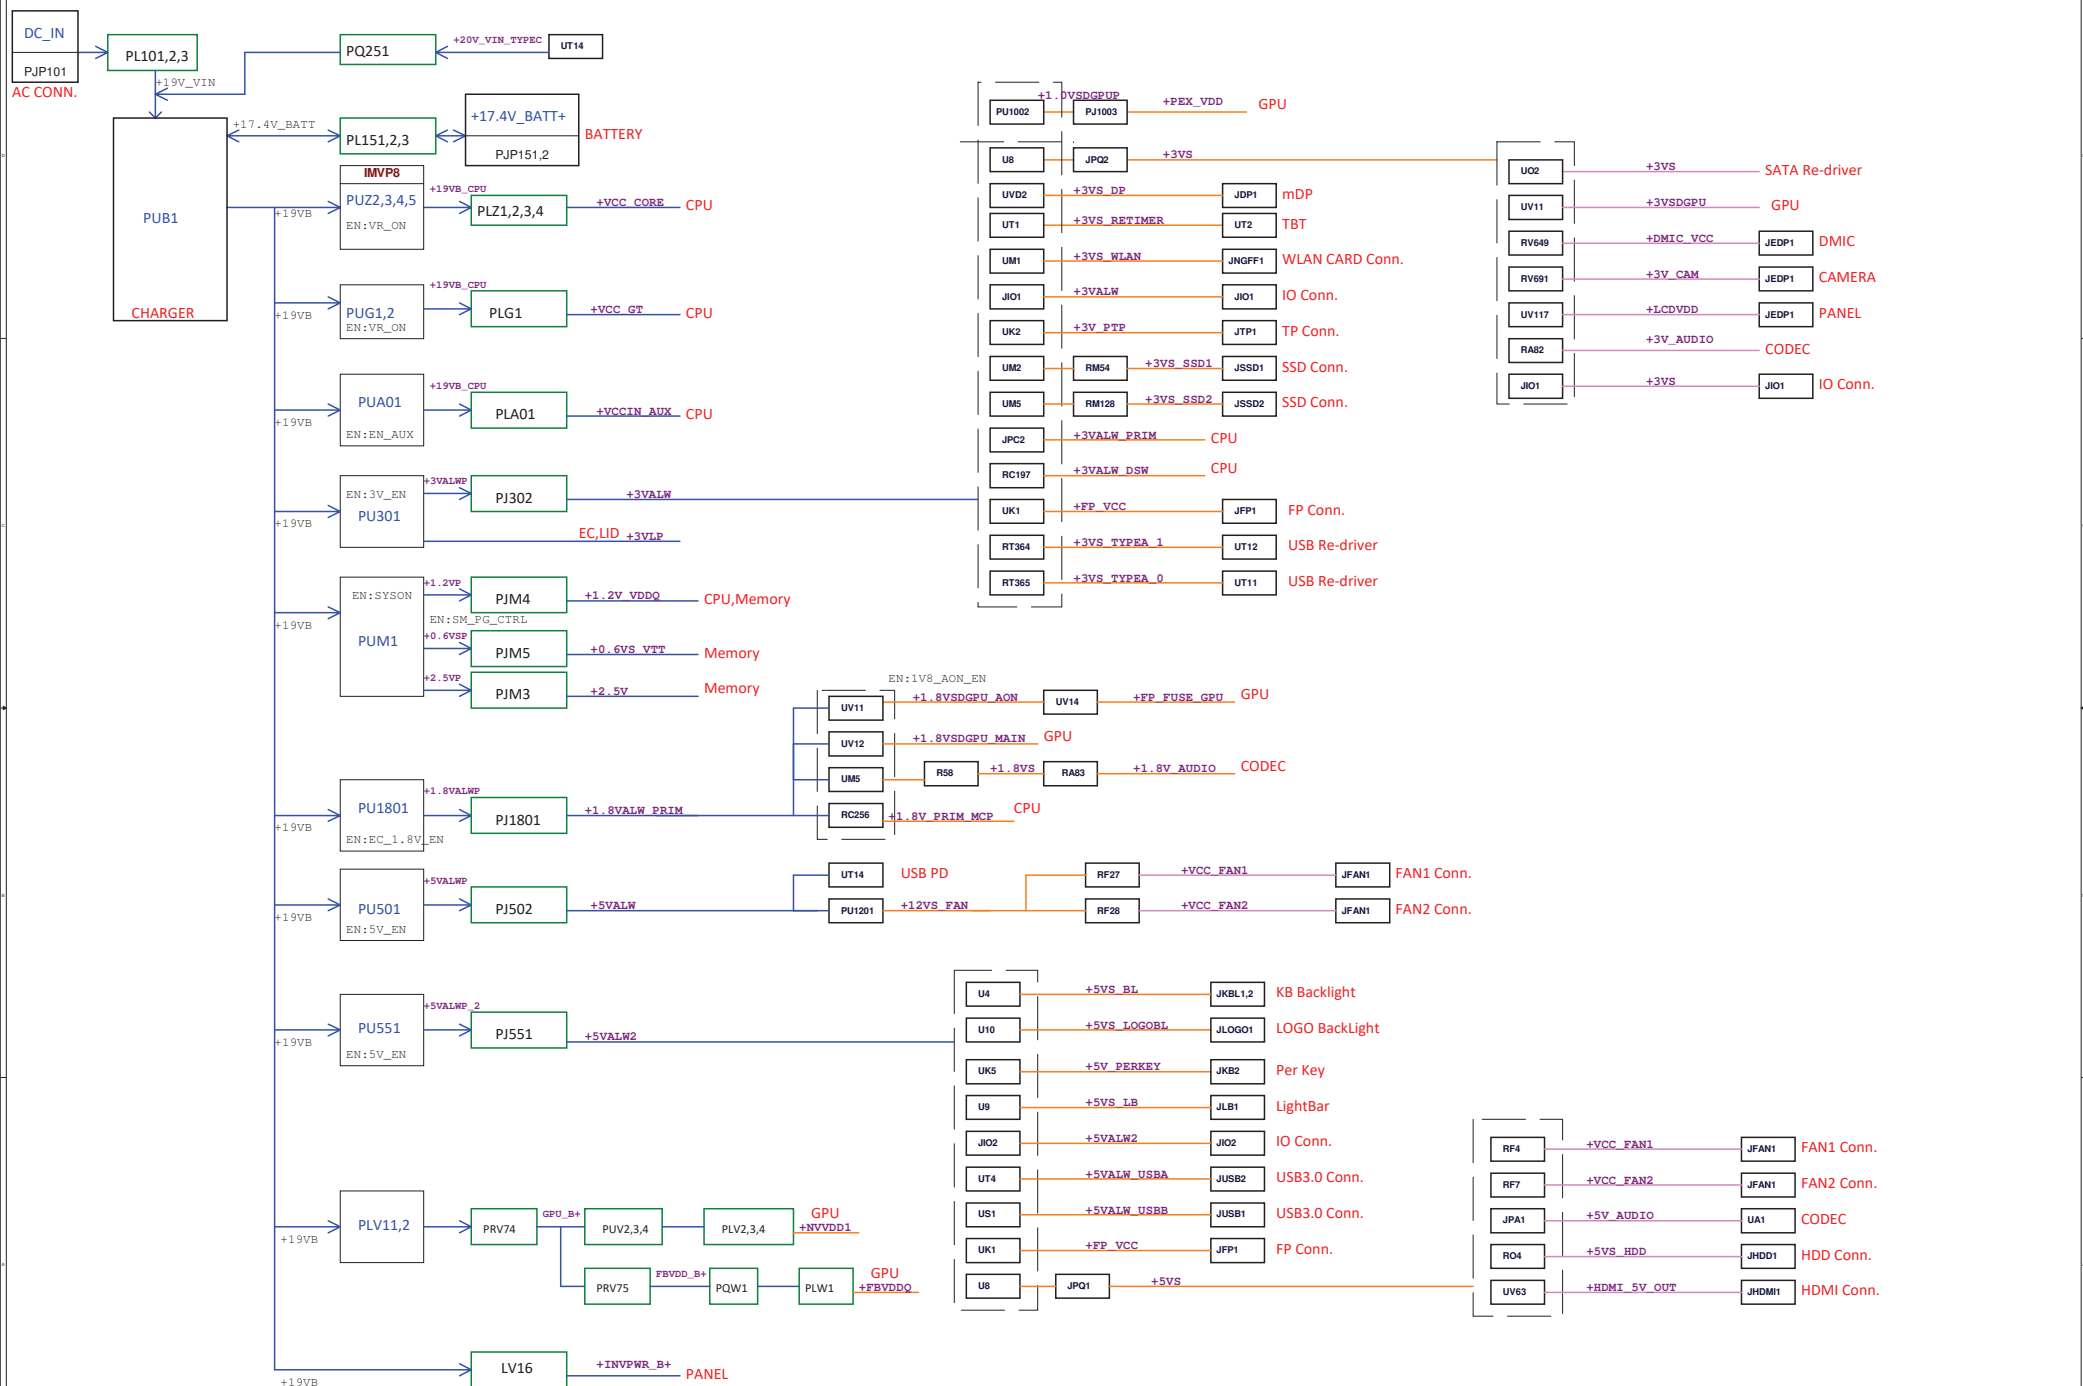 DC_IN
PJP101
AC CONN.
PL101,2,3
+19V_VIN
PQ251
+20V_VIN_TYPEC
UT14
PUB1
CHARGER
+17.4V_BATT
PL151,2,3
+17.4V_BATT+
PJP151,2
BATTERY
+19VB
IMVP8
PUZ2,3,4,5
EN:VR_ON
+19VB_CPU
PLZ1,2,3,4
+VCC_CORE
CPU
+19VB
PUG1,2
EN:VR_ON
+19VB_CPU
PLG1
+VCC_GT
CPU
+19VB
PUA01
EN:EN_AUX
+19VB_CPU
PLA01
+VCCIN_AUX
CPU
+19VB
EN:3V_EN
PU301
+3VALWP
PJ302
+3VALW
EC,LID
+3VLP
+19VB
EN:SYSON
PUM1
+1.2VP
PJM4
+1.2V_VDDQ
CPU,Memory
EN:SM_PG_CTRL
+0.6VSP
PJM5
+0.6VS_VTT
Memory
+2.5VP
PJM3
+2.5V
Memory
+19VB
PU1801
EN:EC_1.8V_EN
+1.8VALWP
PJ1801
+1.8VALW_PRIM
EN:1V8_AON_EN
UV11
+1.8VSDGPU_AON
UV14
+FP_FUSE_GPU
GPU
UV12
+1.8VSDGPU_MAIN
GPU
UM5
R58
+1.8VS
RA83
+1.8V_AUDIO
CODEC
RC256
+1.8V_PRIM_MCP
CPU
+19VB
PU501
EN:5V_EN
+5VALWP
PJ502
+5VALW
UT14
USB PD
PU1201
+12VS_FAN
RF27
+VCC_FAN1
JFAN1
FAN1 Conn.
RF28
+VCC_FAN2
JFAN1
FAN2 Conn.
+19VB
PU551
EN:5V_EN
+5VALWP_2
PJ551
+5VALW2
+19VB
PLV11,2
PRV74
GPU_B+
PUV2,3,4
PLV2,3,4
GPU
+NVVDD1
PRV75
FBVDD_B+
PQW1
PLW1
GPU
+FBVDDQ
+19VB
LV16
+INVPWR_B+
PANEL
PU1002
+1.0VSDGPUP
PJ1003
+PEX_VDD
GPU
U8
JPQ2
+3VS
UVD2
+3VS_DP
JDP1
mDP
UT1
+3VS_RETIMER
UT2
TBT
UM1
+3VS_WLAN
JNGFF1
WLAN CARD Conn.
JIO1
+3VALW
JIO1
IO Conn.
UK2
+3V_PTP
JTP1
TP Conn.
UM2
RM54
+3VS_SSD1
JSSD1
SSD Conn.
UM5
RM128
+3VS_SSD2
JSSD2
SSD Conn.
JPC2
+3VALW_PRIM
CPU
RC197
+3VALW_DSW
CPU
UK1
+FP_VCC
JFP1
FP Conn.
RT364
+3VS_TYPEA_1
UT12
USB Re-driver
RT365
+3VS_TYPEA_0
UT11
USB Re-driver
UO2
+3VS
SATA Re-driver
UV11
+3VSDGPU
GPU
RV649
+DMIC_VCC
JEDP1
DMIC
RV691
+3V_CAM
JEDP1
CAMERA
UV117
+LCDVDD
JEDP1
PANEL
RA82
+3V_AUDIO
CODEC
JIO1
+3VS
JIO1
IO Conn.
U4
+5VS_BL
JKBL1,2
KB Backlight
U10
+5VS_LOGOBL
JLOGO1
LOGO BackLight
UK5
+5V_PERKEY
JKB2
Per Key
U9
+5VS_LB
JLB1
LightBar
JIO2
+5VALW2
JIO2
IO Conn.
UT4
+5VALW_USBA
JUSB2
USB3.0 Conn.
US1
+5VALW_USBB
JUSB1
USB3.0 Conn.
UK1
+FP_VCC
JFP1
FP Conn.
U8
JPQ1
+5VS
RF4
+VCC_FAN1
JFAN1
FAN1 Conn.
RF7
+VCC_FAN2
JFAN1
FAN2 Conn.
JPA1
+5V_AUDIO
UA1
CODEC
RO4
+5VS_HDD
JHDD1
HDD Conn.
UV63
+HDMI_5V_OUT
JHDMI1
HDMI Conn.